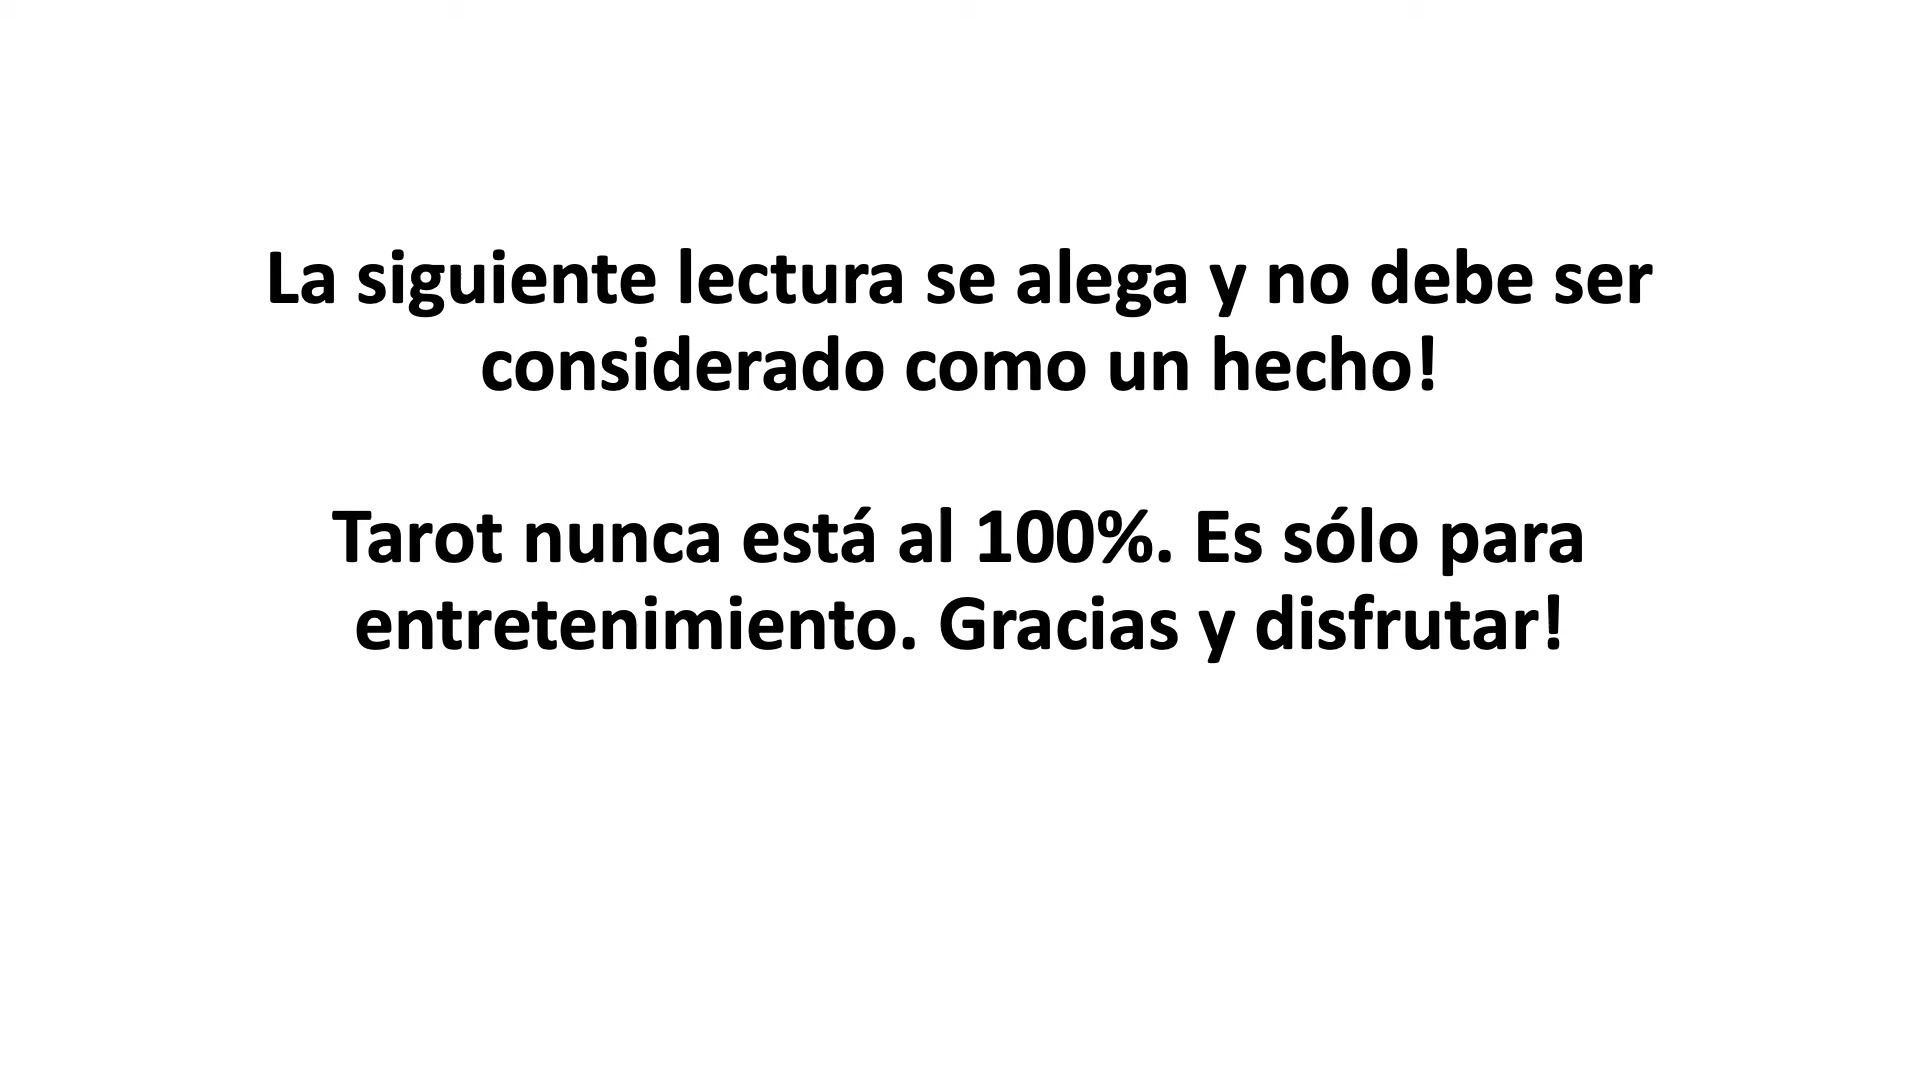 La siguiente lectura se alega y no debe ser
considerado como un hecho!
Tarot nunca está al 100%. Es sólo para
entretenimiento. Gracias y disfrutar!